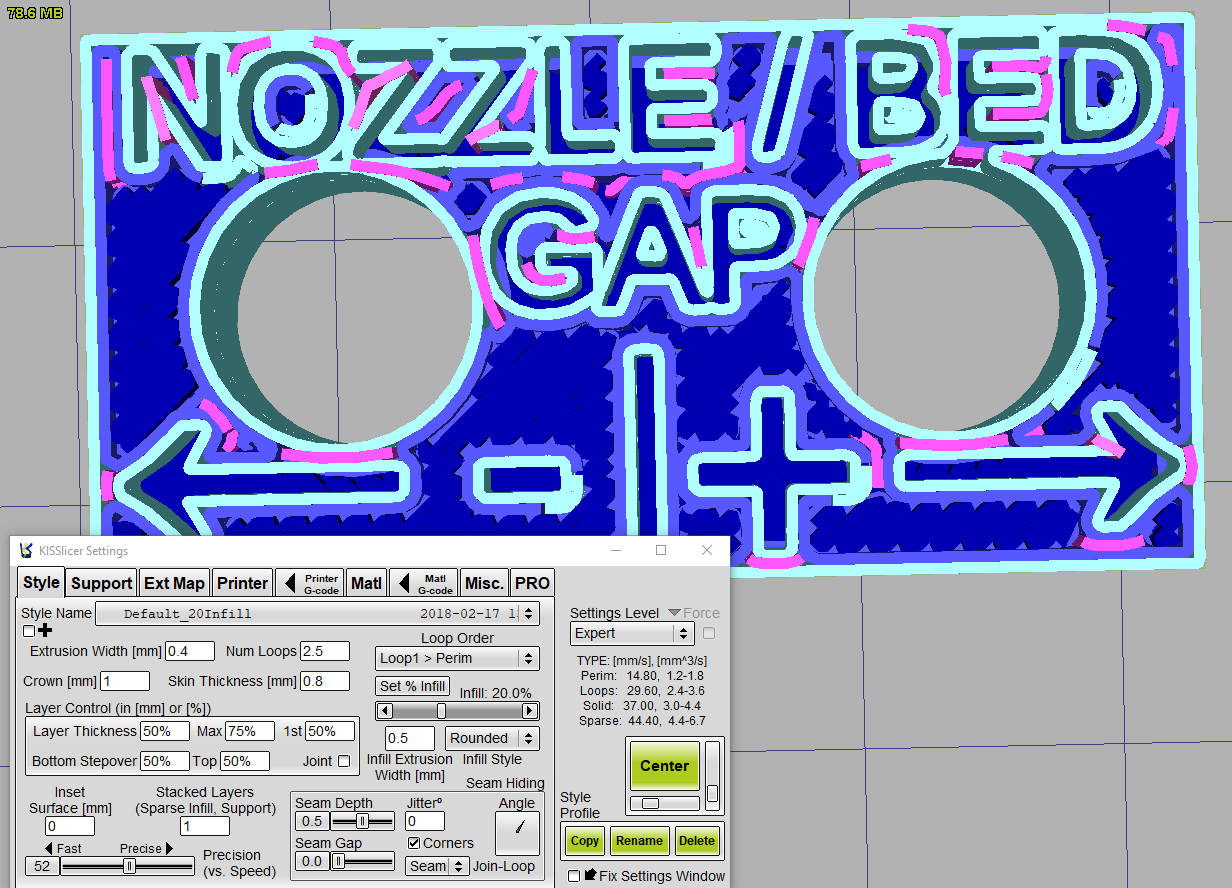 78.6 MB
NOZZLE/BED
GAP
- | +
KISSlicer Settings
Style Support Ext Map Printer Printer G-code Matl Matl G-code Misc. PRO
Style Name Default_20Infill 2018-02-17 1
Settings Level Force
Expert
Loop Order
Extrusion Width [mm] 0.4 Num Loops 2.5
Loop1 > Perim
Crown [mm] 1 Skin Thickness [mm] 0.8
Set % Infill Infill: 20.0%
TYPE: [mm/s], [mm^3/s]
Perim: 14.80, 1.2-1.8
Loops: 29.60, 2.4-3.6
Solid: 37.00, 3.0-4.4
Sparse: 44.40, 4.4-6.7
Layer Control (in [mm] or [%])
Layer Thickness 50% Max 75% 1st 50%
Bottom Stepover 50% Top 50% Joint
0.5 Rounded
Infill Extrusion Width [mm] Infill Style
Center
Inset Surface [mm]
0
Stacked Layers (Sparse Infill, Support)
1
Seam Hiding
Seam Depth Jitterº Angle
0.5 0
Corners
Seam Gap
0.0 Seam Join-Loop
Fast Precise
52 Precision (vs. Speed)
Style Profile
Copy Rename Delete
Fix Settings Window